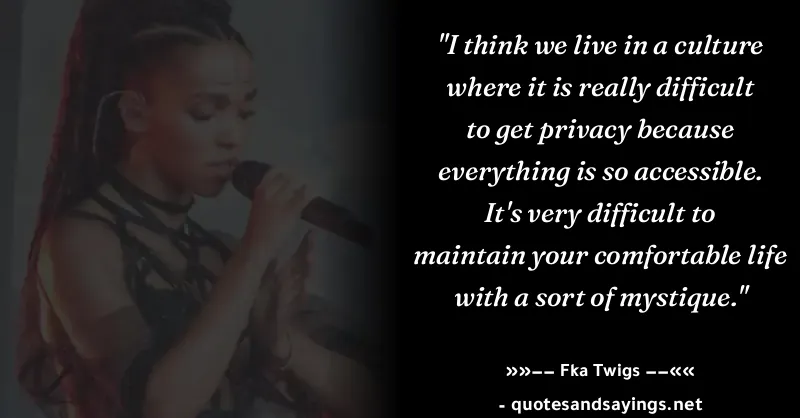 "I think we live in a culture
where it is really difficult
to get privacy because
everything is so accessible.
It's very difficult to
maintain your comfortable life
with a sort of mystique."
»»—— Fka Twigs ——««
- quotesandsayings.net